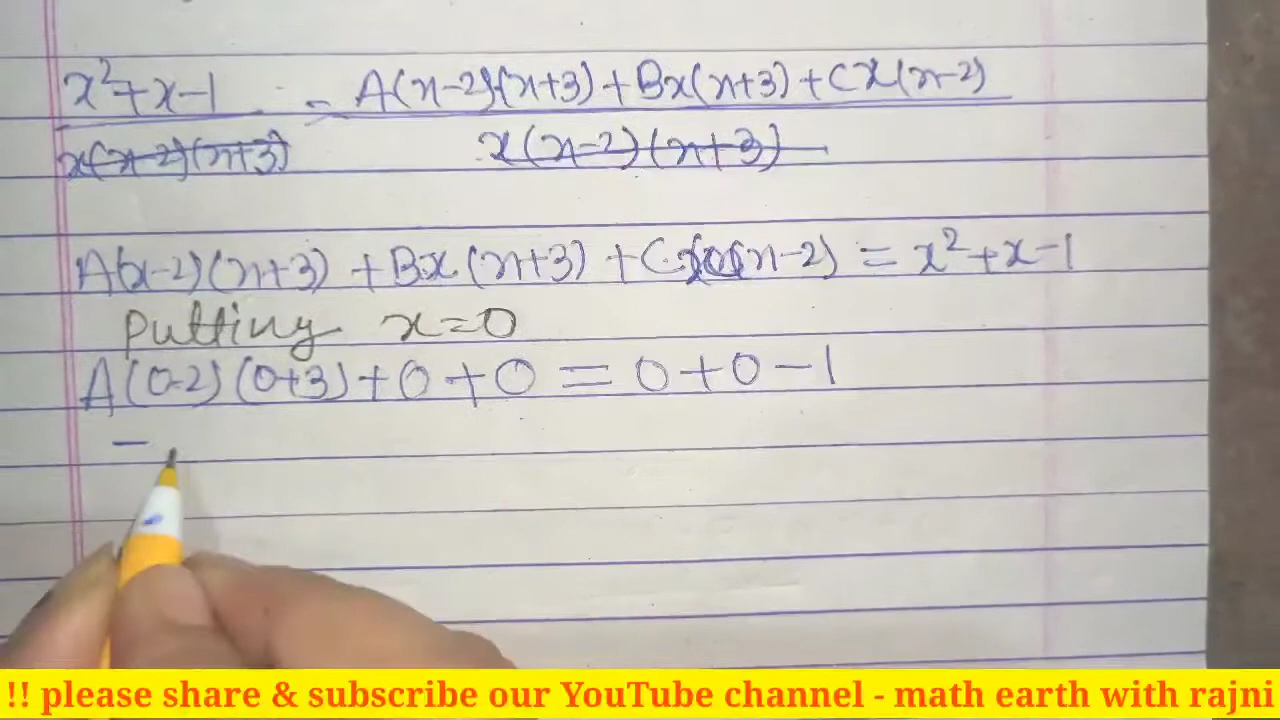 x²+x-1 / x(x-2)(x+3) = A(x-2)(x+3)+Bx(x+3)+Cx(x-2) / x(x-2)(x+3)
A(x-2)(x+3)+Bx(x+3)+Cx(x-2) = x²+x-1
Putting x=0
A(0-2)(0+3)+0+0 = 0+0-1
-
!! please share & subscribe our YouTube channel - math earth with rajni